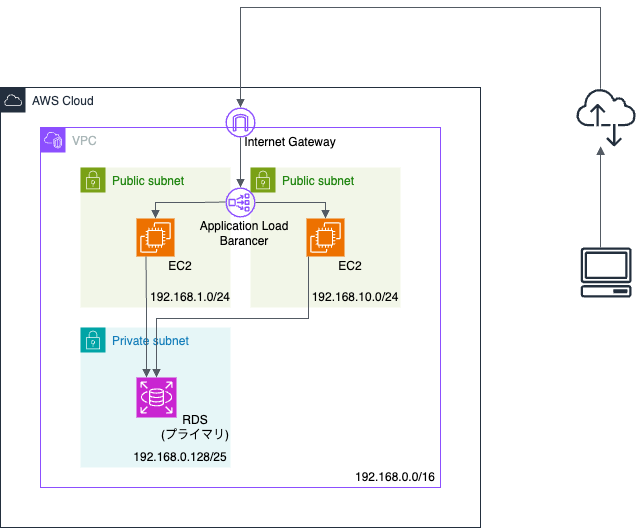 AWS Cloud
Internet Gateway
VPC
Public subnet
Public subnet
Application Load
Barancer
EC2
EC2
192.168.1.0/24
192.168.10.0/24
Private subnet
RDS
(プライマリ)
192.168.0.128/25
192.168.0.0/16